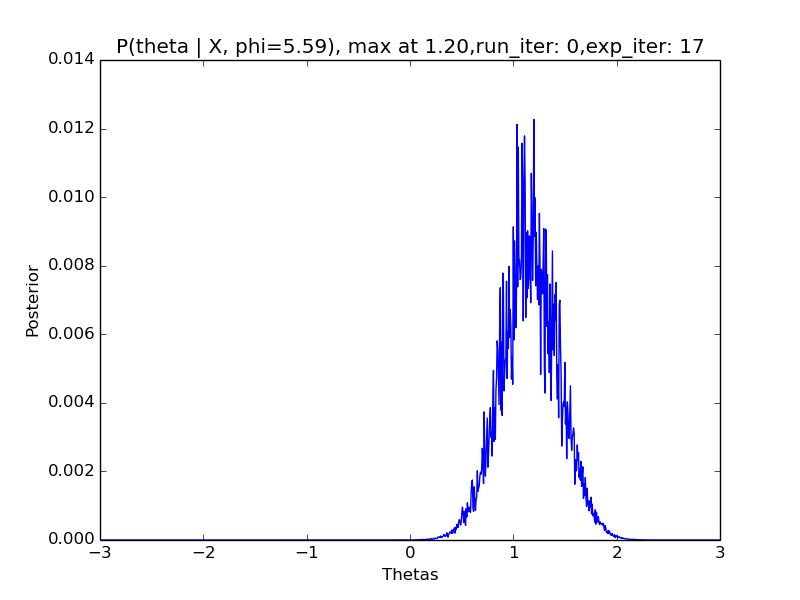 P(theta | X, phi=5.59), max at 1.20,run_iter: 0,exp_iter: 17
0.014
0.012
0.010
0.008
0.006
0.004
0.002
0.000
Posterior
−3 −2 −1 0 1 2 3
Thetas